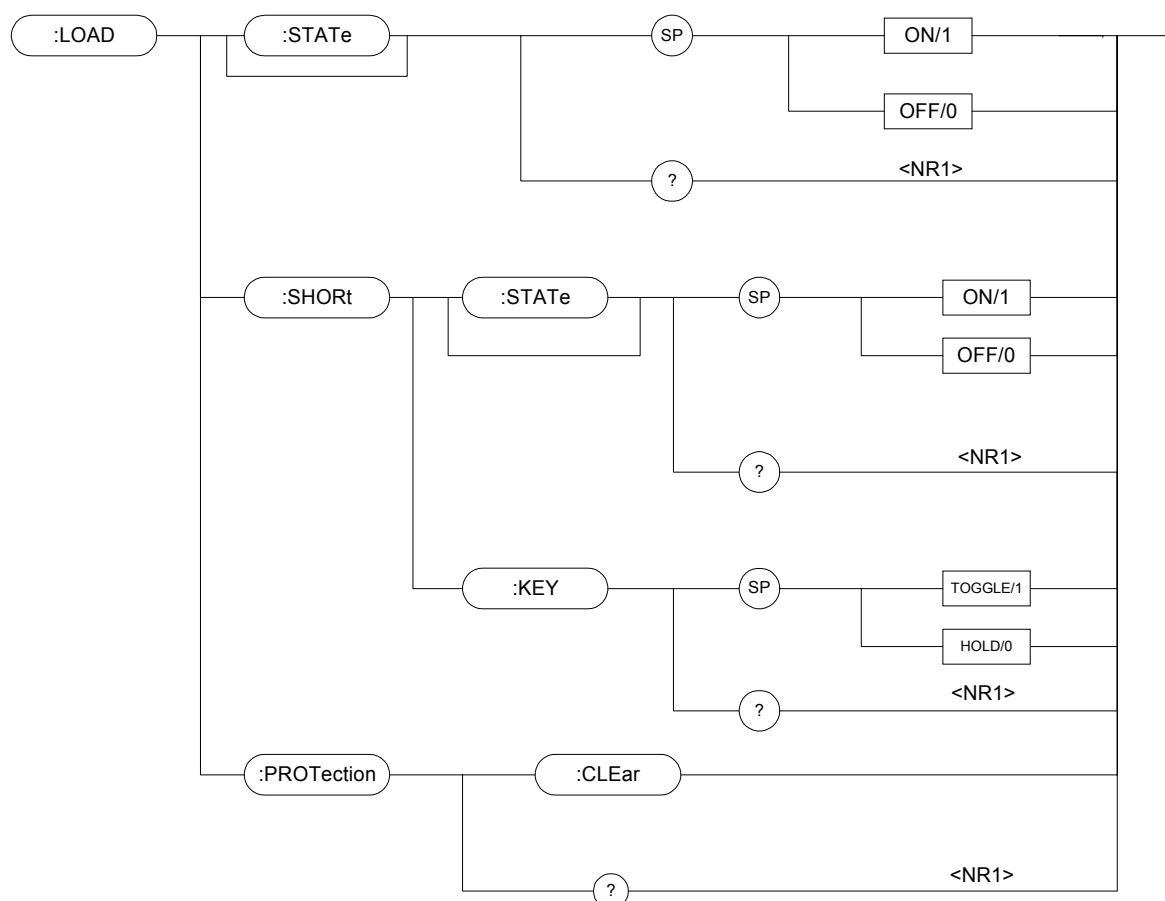 :LOAD :STATe SP ON/1
OFF/0
? <NR1>
:SHORt :STATe SP ON/1
OFF/0
? <NR1>
:KEY SP TOGGLE/1
HOLD/0
? <NR1>
:PROTection :CLEar
? <NR1>